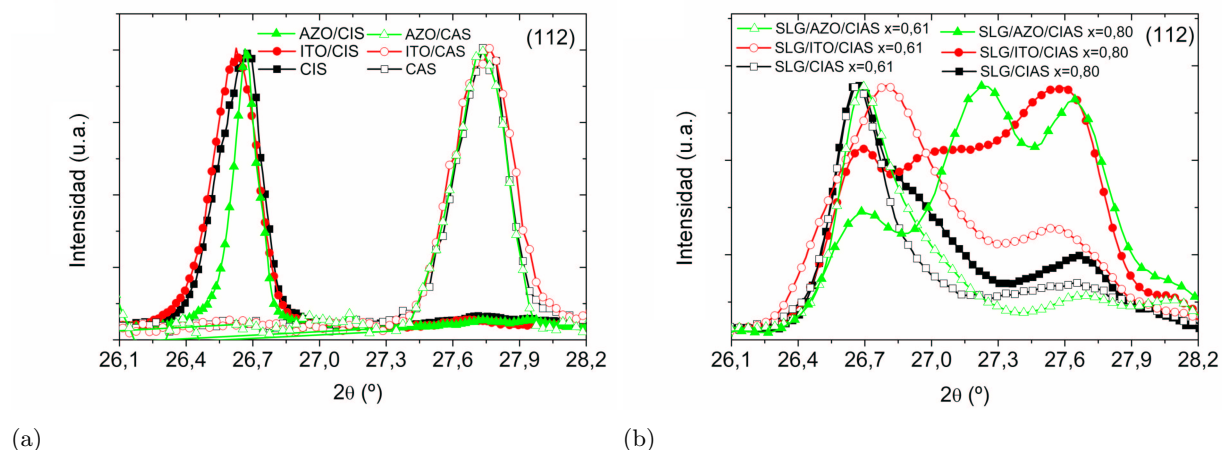 AZO/CIS AZO/CAS (112)
ITO/CIS ITO/CAS
CIS CAS
Intensidad (u.a.)
26,1 26,4 26,7 27,0 27,3 27,6 27,9 28,2
2θ (º)
(a)
SLG/AZO/CIAS x=0,61 SLG/AZO/CIAS x=0,80 (112)
SLG/ITO/CIAS x=0,61 SLG/ITO/CIAS x=0,80
SLG/CIAS x=0,61 SLG/CIAS x=0,80
Intensidad (u.a.)
26,1 26,4 26,7 27,0 27,3 27,6 27,9 28,2
2θ (º)
(b)